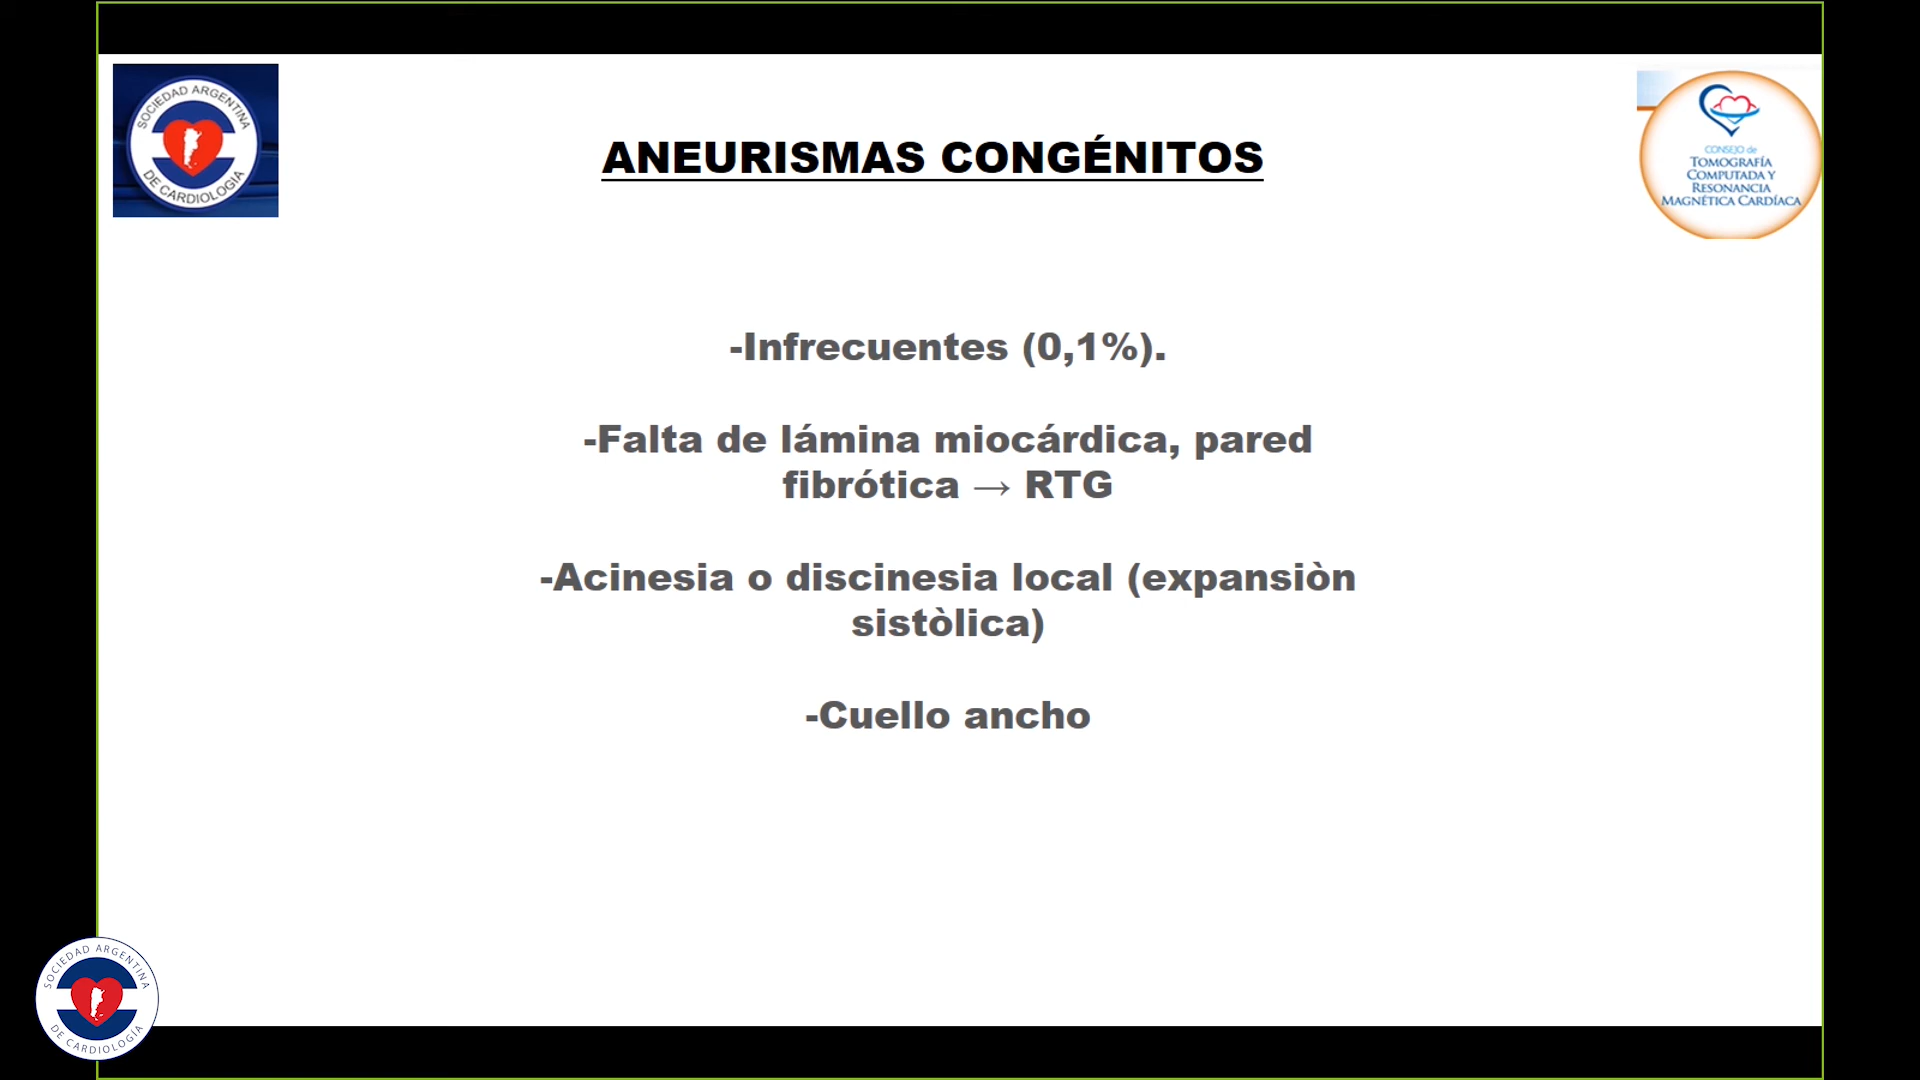 SOCIEDAD ARGENTINA
DE CARDIOLOGIA
CONSEJO de
TOMOGRAFÍA
COMPUTADA Y
RESONANCIA
MAGNÉTICA CARDÍACA
ANEURISMAS CONGÉNITOS
-Infrecuentes (0,1%).
-Falta de lámina miocárdica, pared
fibrótica → RTG
-Acinesia o discinesia local (expansiòn
sistòlica)
-Cuello ancho
SOCIEDAD ARGENTINA
DE CARDIOLOGÍA